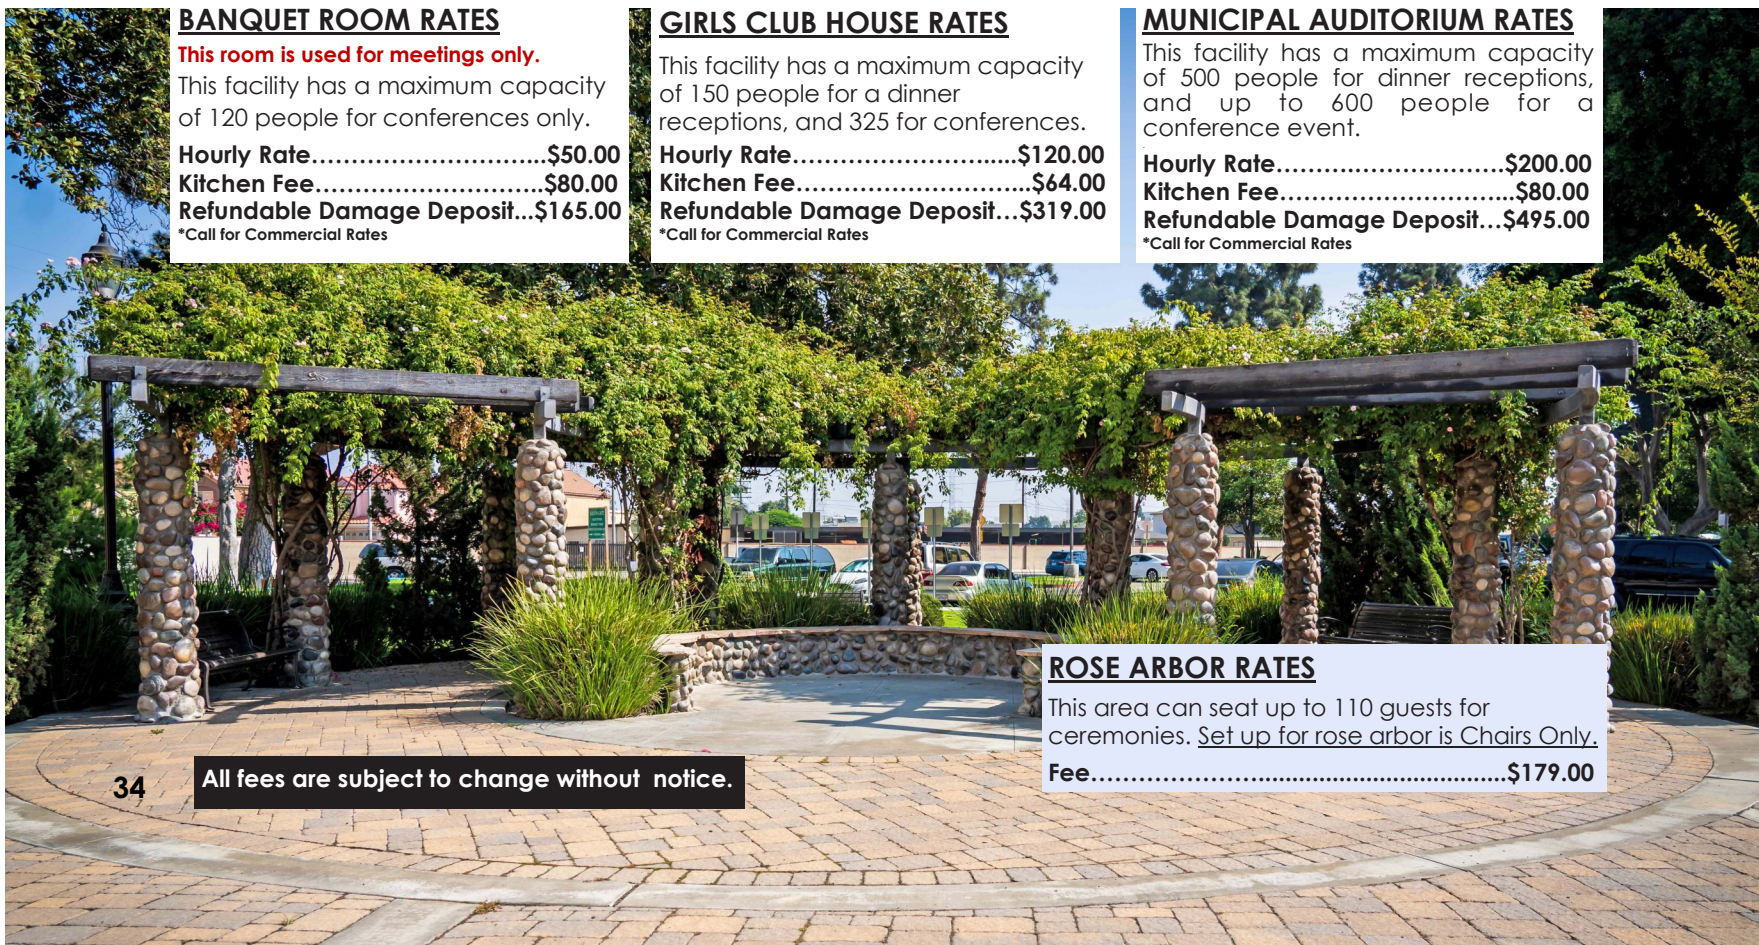 BANQUET ROOM RATES
This room is used for meetings only.
This facility has a maximum capacity
of 120 people for conferences only.
Hourly Rate…………………………...$50.00
Kitchen Fee………………………..$80.00
Refundable Damage Deposit...$165.00
*Call for Commercial Rates
GIRLS CLUB HOUSE RATES
This facility has a maximum capacity
of 150 people for a dinner
receptions, and 325 for conferences.
Hourly Rate…………………….....$120.00
Kitchen Fee………………………...$64.00
Refundable Damage Deposit…$319.00
*Call for Commercial Rates
MUNICIPAL AUDITORIUM RATES
This facility has a maximum capacity
of 500 people for dinner receptions,
and up to 600 people for a
conference event.
Hourly Rate……………………….$200.00
Kitchen Fee………………………...$80.00
Refundable Damage Deposit…$495.00
*Call for Commercial Rates
ROSE ARBOR RATES
This area can seat up to 110 guests for
ceremonies. Set up for rose arbor is Chairs Only.
Fee…………………......................................$179.00
All fees are subject to change without notice.
34